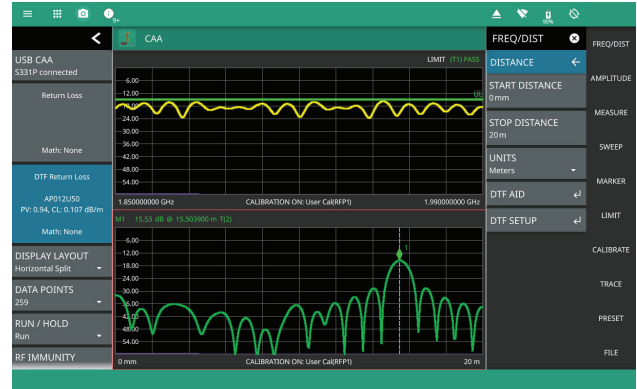 9+
90%
CAA
USB CAA
S331P connected
Return Loss
Math: None
DTF Return Loss
AP012U50
PV: 0.94, CL: 0.107 dB/m
Math: None
DISPLAY LAYOUT
Horizontal Split
DATA POINTS
259
RUN / HOLD
Run
RF IMMUNITY
LIMIT (T1) PASS
UL
6.00
-12.00
-18.00
-24.00
-30.00
-36.00
-42.00
-54.00
1.850000000 GHz
CALIBRATION ON: User Cal(RFP1)
1.990000000 GHz
M1 15.53 dB @ 15.503900 m T(2)
1
6.00
-12.00
-18.00
-24.00
-30.00
-36.00
-42.00
-54.00
0 mm
CALIBRATION ON: User Cal(RFP1)
20 m
FREQ/DIST
DISTANCE
START DISTANCE
0 mm
STOP DISTANCE
20 m
UNITS
Meters
DTF AID
DTF SETUP
FREQ/DIST
AMPLITUDE
MEASURE
SWEEP
MARKER
LIMIT
CALIBRATE
TRACE
PRESET
FILE